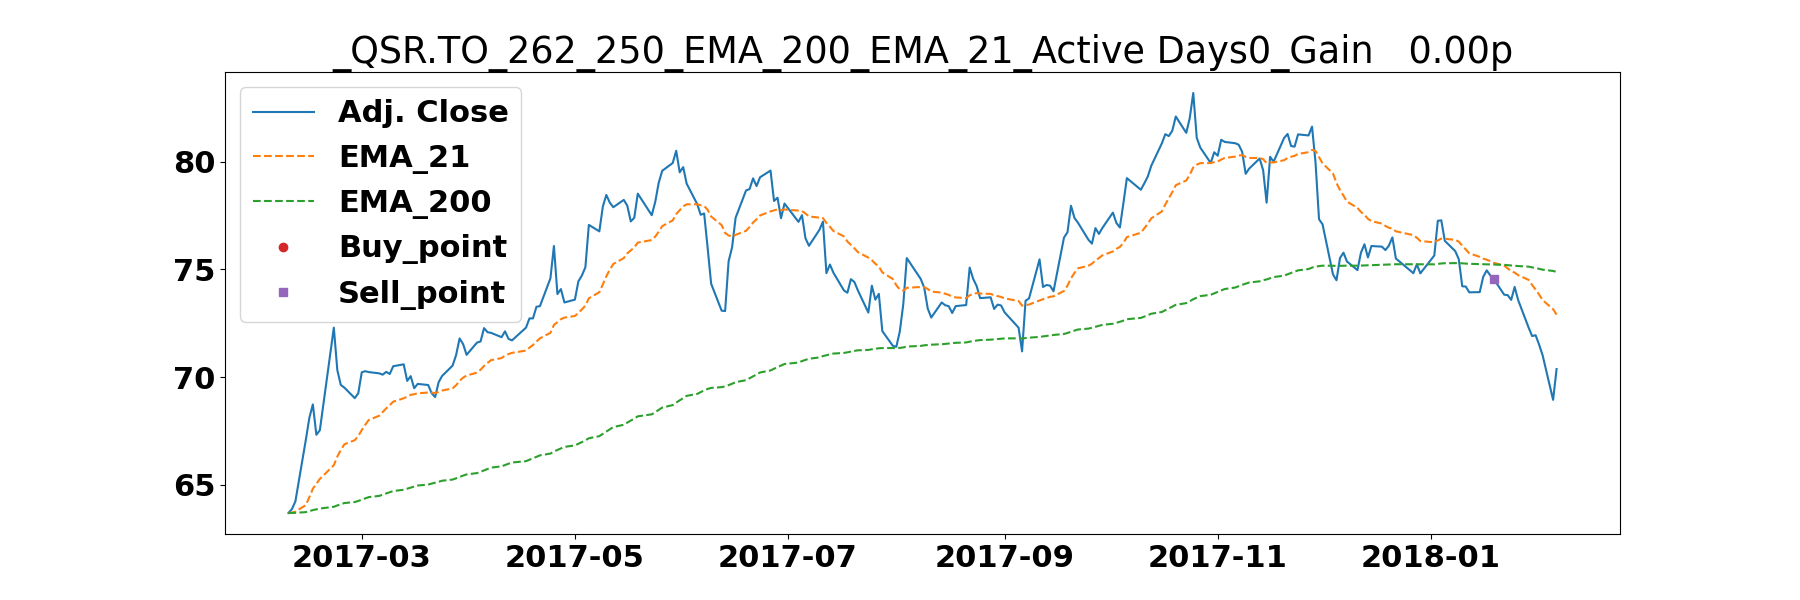 _QSR.TO_262_250_EMA_200_EMA_21_Active Days0_Gain   0.00p
Adj. Close
EMA_21
EMA_200
Buy_point
Sell_point
80
75
70
65
2017-03 2017-05 2017-07 2017-09 2017-11 2018-01